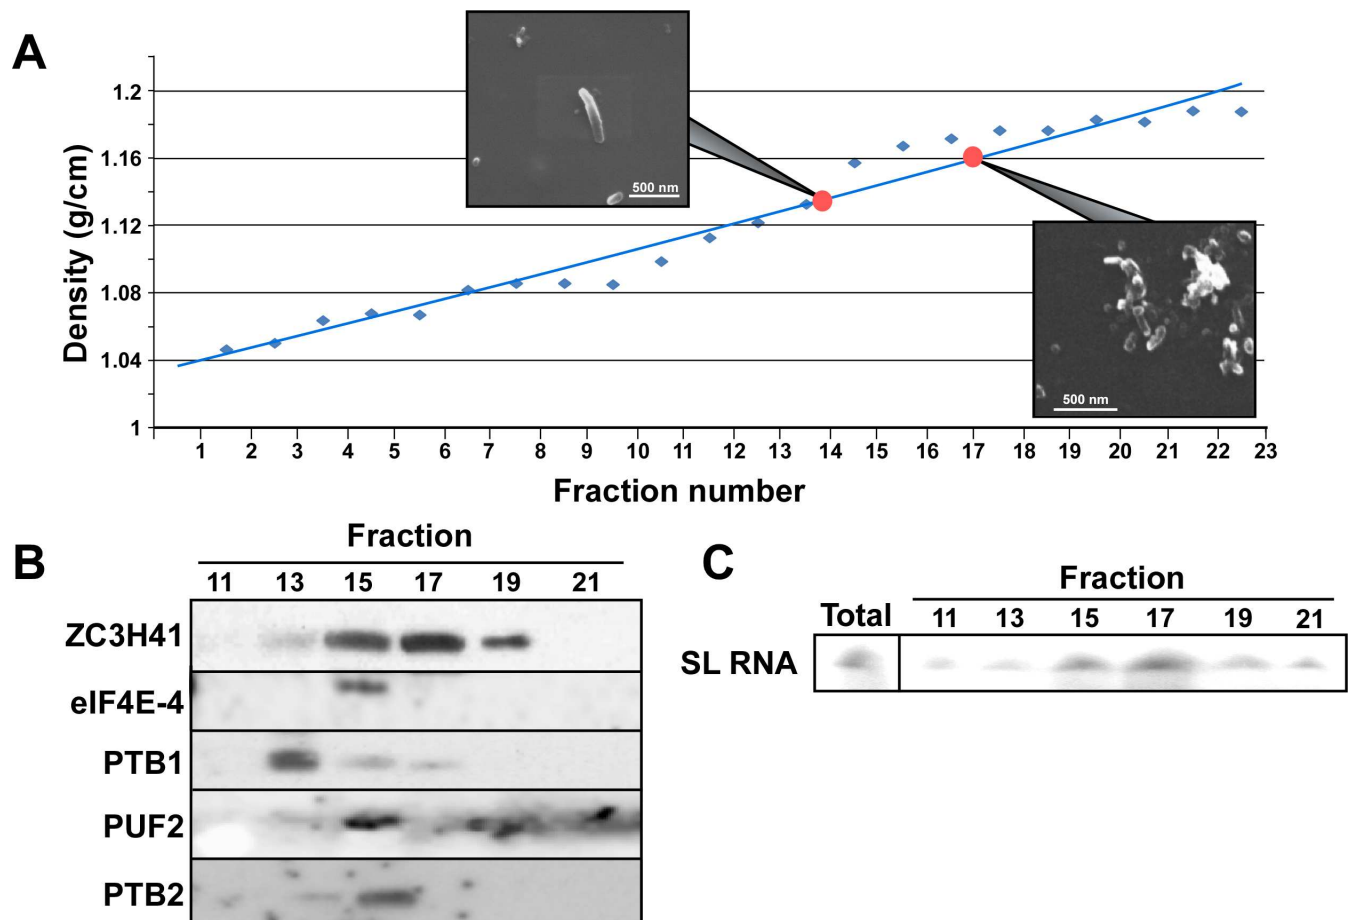 A
1.2
1.16
1.12
1.08
1.04
1
Density (g/cm)
500 nm
500 nm
1 2 3 4 5 6 7 8 9 10 11 12 13 14 15 16 17 18 19 20 21 22 23
Fraction number
B
Fraction
11 13 15 17 19 21
ZC3H41
eIF4E-4
PTB1
PUF2
PTB2
C
Fraction
Total 11 13 15 17 19 21
SL RNA